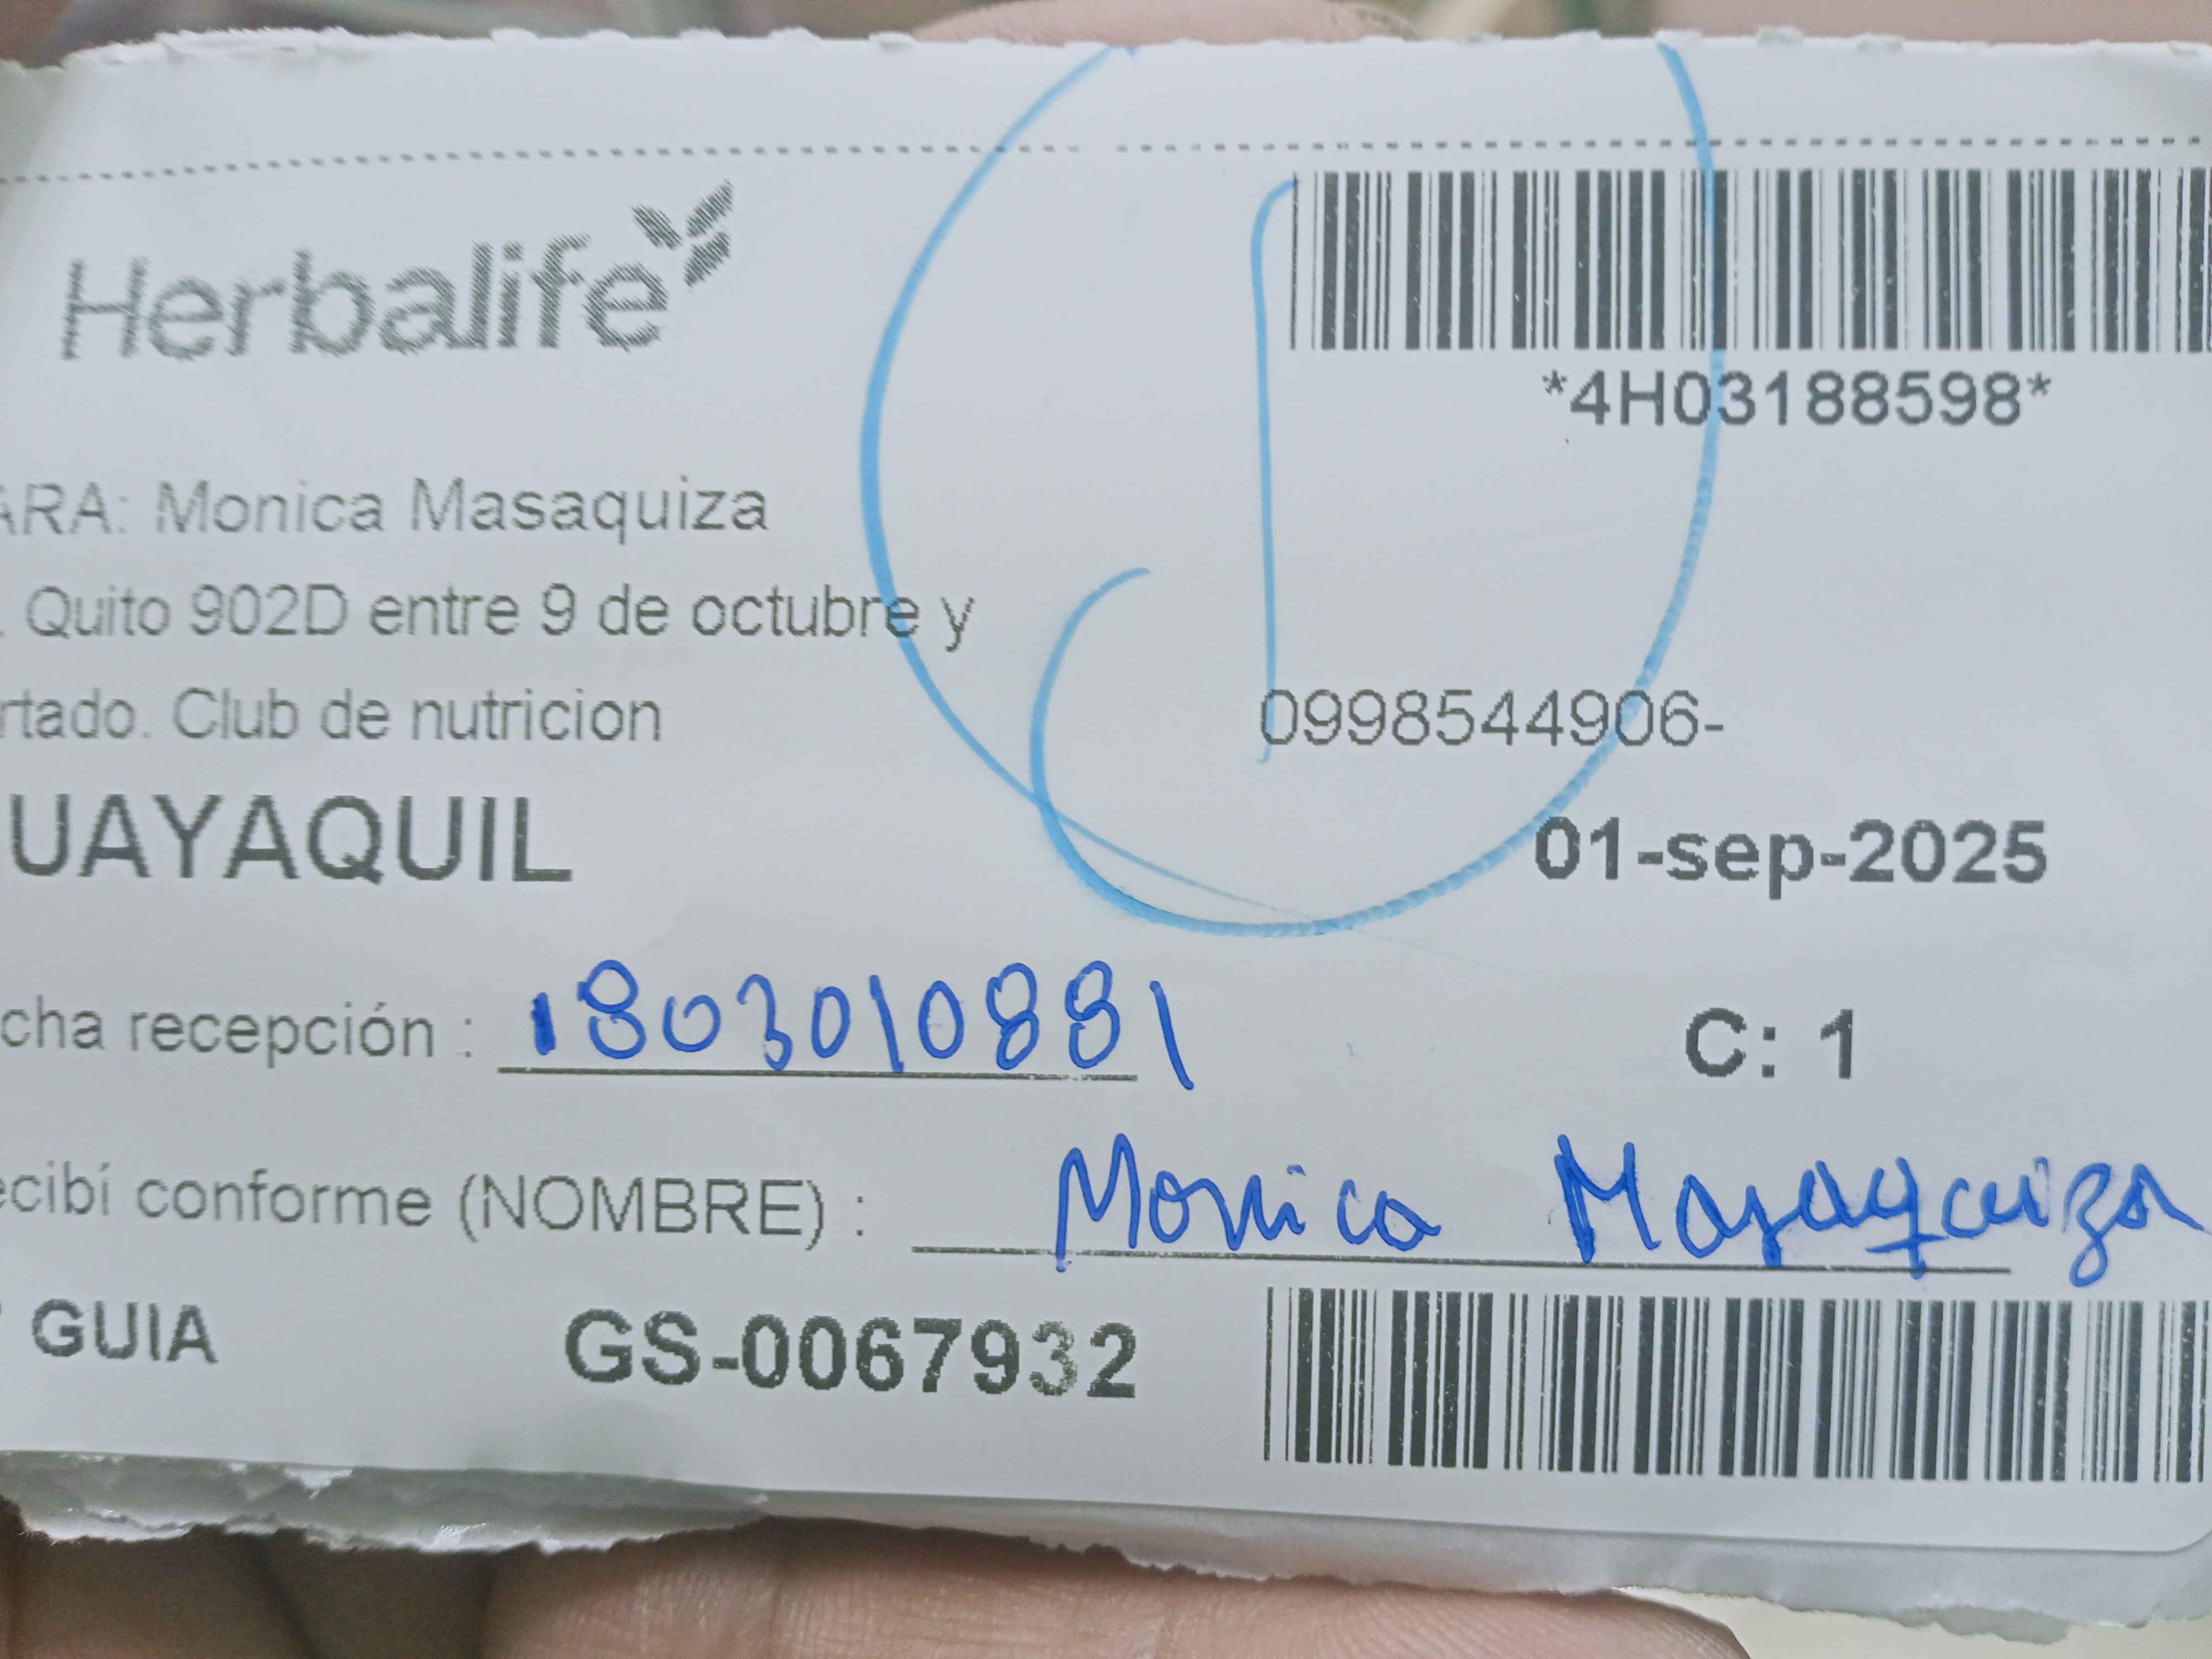 Herbalife
*4H03188598*
ARA: Monica Masaquiza
. Quito 902D entre 9 de octubre y
rtado. Club de nutricion
0998544906-
UAYAQUIL
01-sep-2025
cha recepción : 1803010881
C: 1
ecibí conforme (NOMBRE) : Monica Masaquiza
GUIA GS-0067932